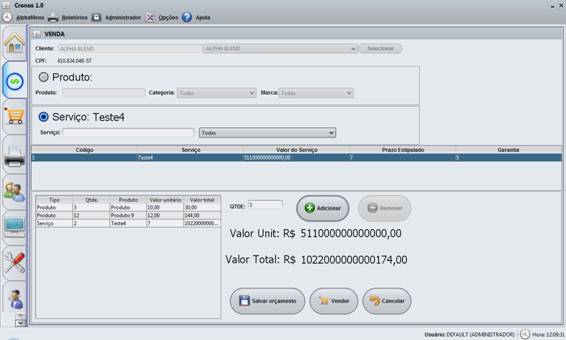 Cronos 1.0
AlphaMenu Relatórios Administrador Opções Ajuda
VENDA
Cliente: ALPHA BLEND ALPHA BLEND Selecionar
CPF: 410.834.048-57
Produto:
Produto: Categoria: Todas Marca: Todas
Serviço: Teste4
Serviço: Todas
Código Serviço Valor do Serviço Prazo Estipulado Garantia
3 Teste4 511000000000000,00 7 5
Tipo Qtde. Produto Valor unitário Valor total
Produto 3 Produto 10,00 30,00
Produto 12 Produto 9 12,00 144,00
Serviço 2 Teste4 7 10220000000...
QTDE: 1 Adicionar Remover
Valor Unit: R$ 511000000000000,00
Valor Total: R$ 1022000000000174,00
Salvar orçamento Vender Cancelar
Usuário: DEFAULT (ADMINISTRADOR) Hora: 12:09:31